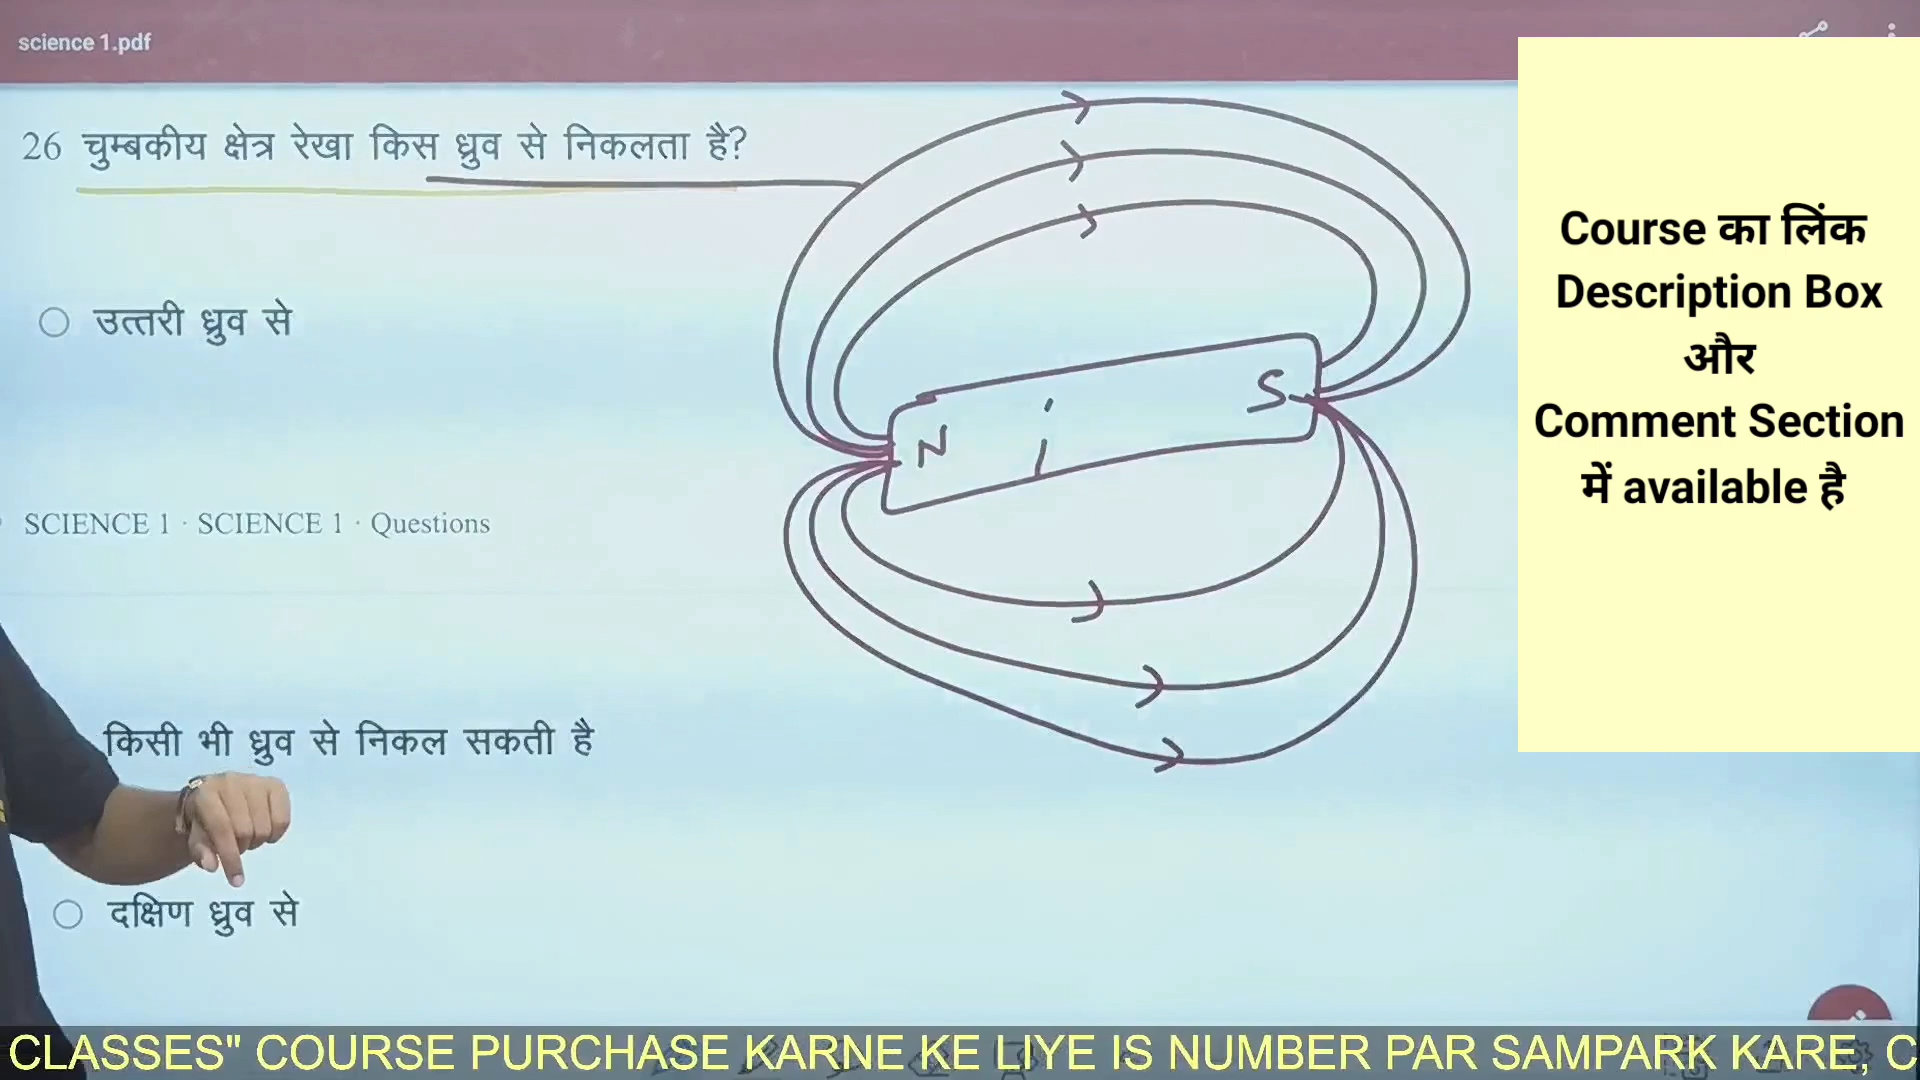 science 1.pdf
26 चुम्बकीय क्षेत्र रेखा किस ध्रुव से निकलता है?
उत्तरी ध्रुव से
SCIENCE 1 · SCIENCE 1 · Questions
किसी भी ध्रुव से निकल सकती है
दक्षिण ध्रुव से
N
S
Course का लिंक
Description Box
और
Comment Section
में available है
CLASSES" COURSE PURCHASE KARNE KE LIYE IS NUMBER PAR SAMPARK KARE, C